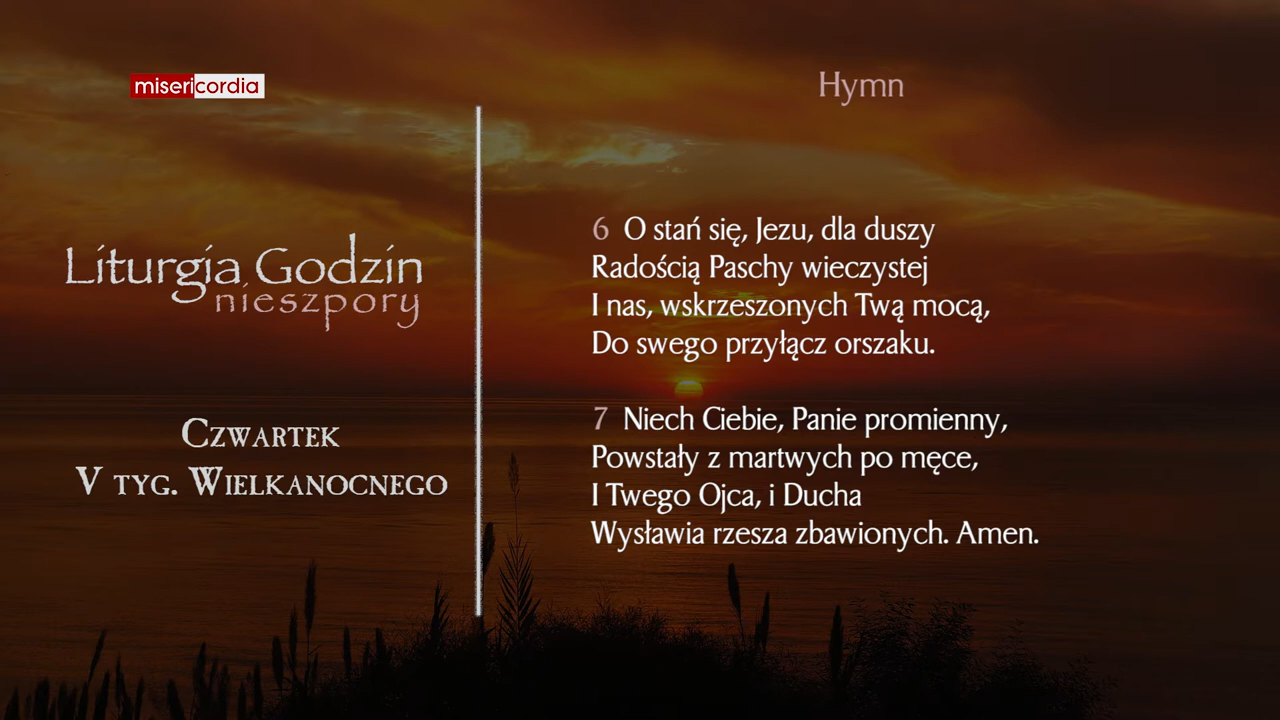 misericordia
Hymn
Liturgia Godzin
nieszpory
Czwartek
V tyg. Wielkanocnego
6 O stań się, Jezu, dla duszy
Radością Paschy wieczystej
I nas, wskrzeszonych Twą mocą,
Do swego przyłącz orszaku.
7 Niech Ciebie, Panie promienny,
Powstały z martwych po męce,
I Twego Ojca, i Ducha
Wysławia rzesza zbawionych. Amen.